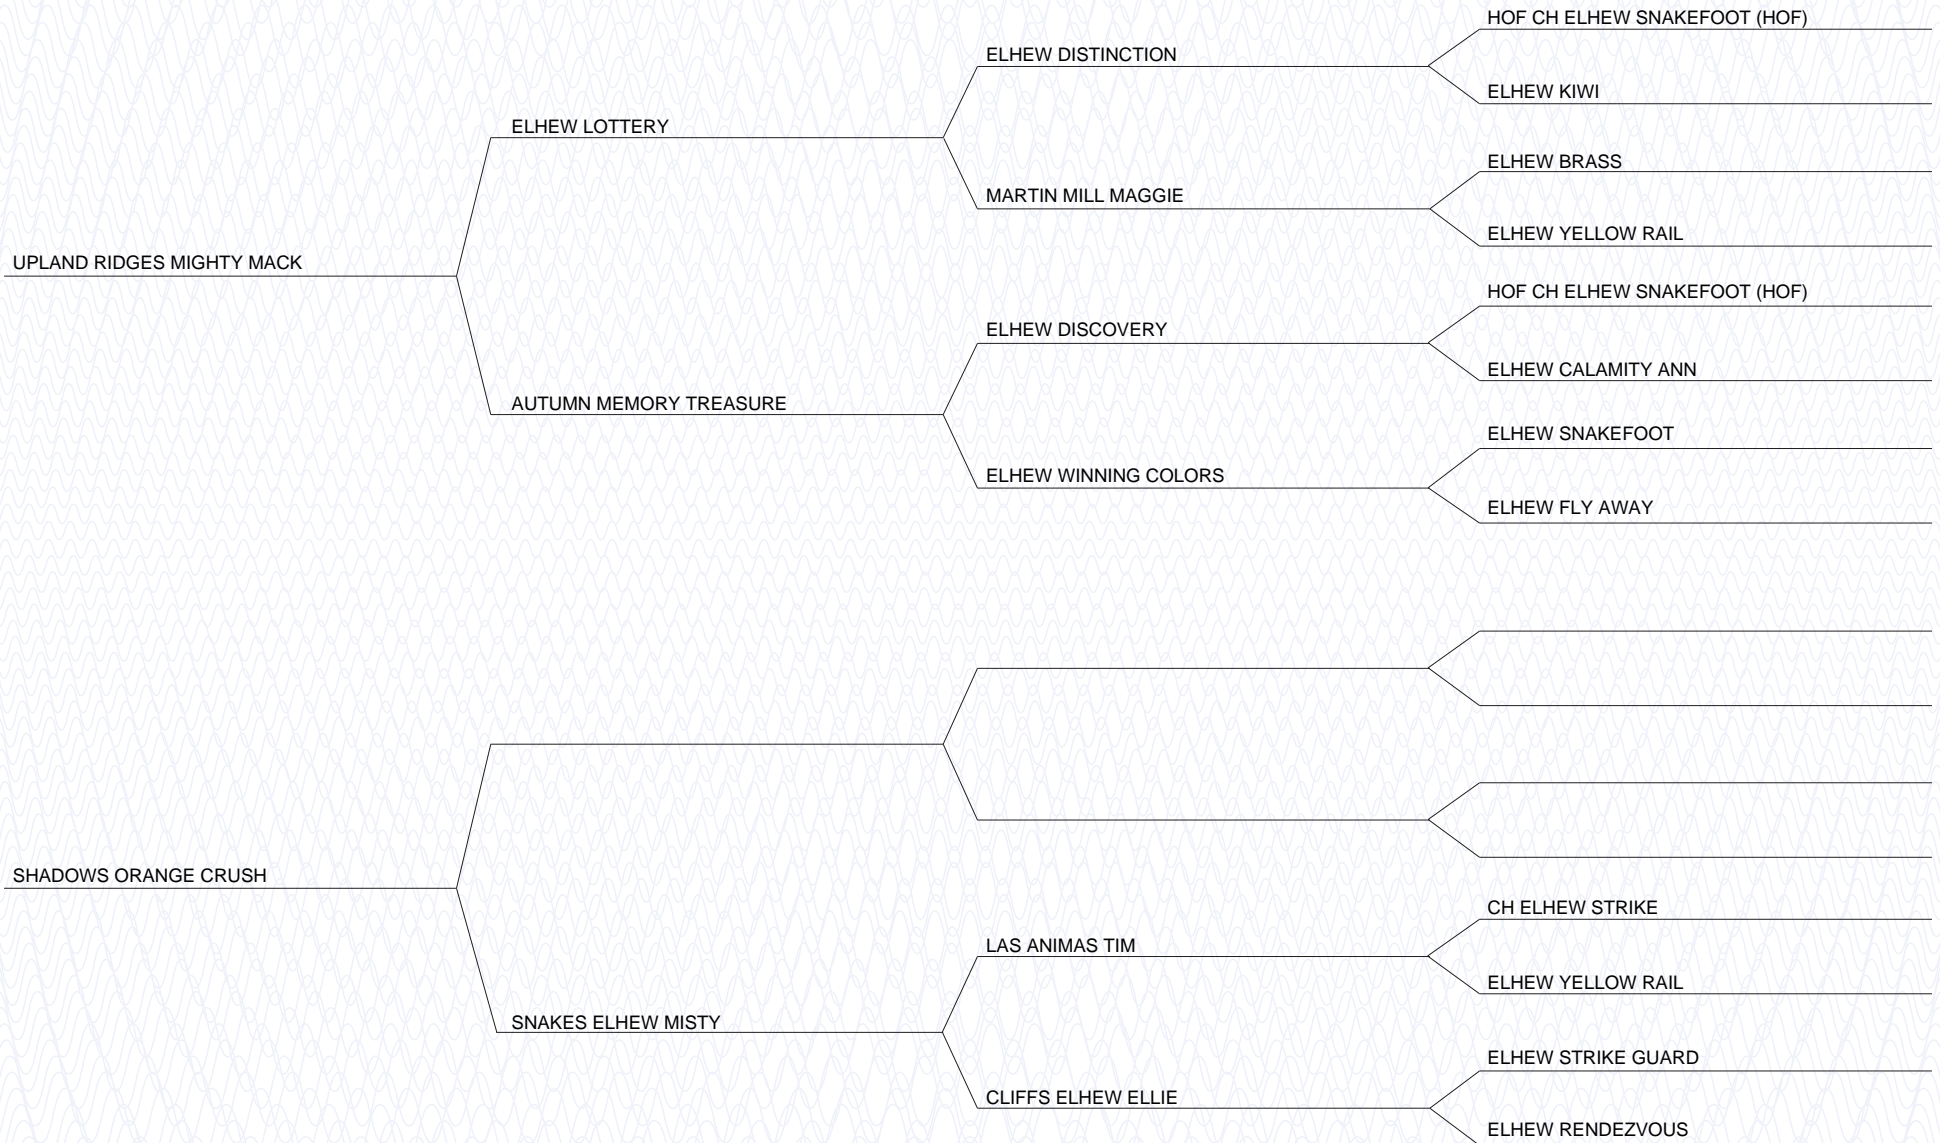 HOF CH ELHEW SNAKEFOOT (HOF)
ELHEW DISTINCTION
ELHEW KIWI
ELHEW LOTTERY
ELHEW BRASS
MARTIN MILL MAGGIE
ELHEW YELLOW RAIL
UPLAND RIDGES MIGHTY MACK
HOF CH ELHEW SNAKEFOOT (HOF)
ELHEW DISCOVERY
ELHEW CALAMITY ANN
AUTUMN MEMORY TREASURE
ELHEW SNAKEFOOT
ELHEW WINNING COLORS
ELHEW FLY AWAY
SHADOWS ORANGE CRUSH
CH ELHEW STRIKE
LAS ANIMAS TIM
ELHEW YELLOW RAIL
SNAKES ELHEW MISTY
ELHEW STRIKE GUARD
CLIFFS ELHEW ELLIE
ELHEW RENDEZVOUS